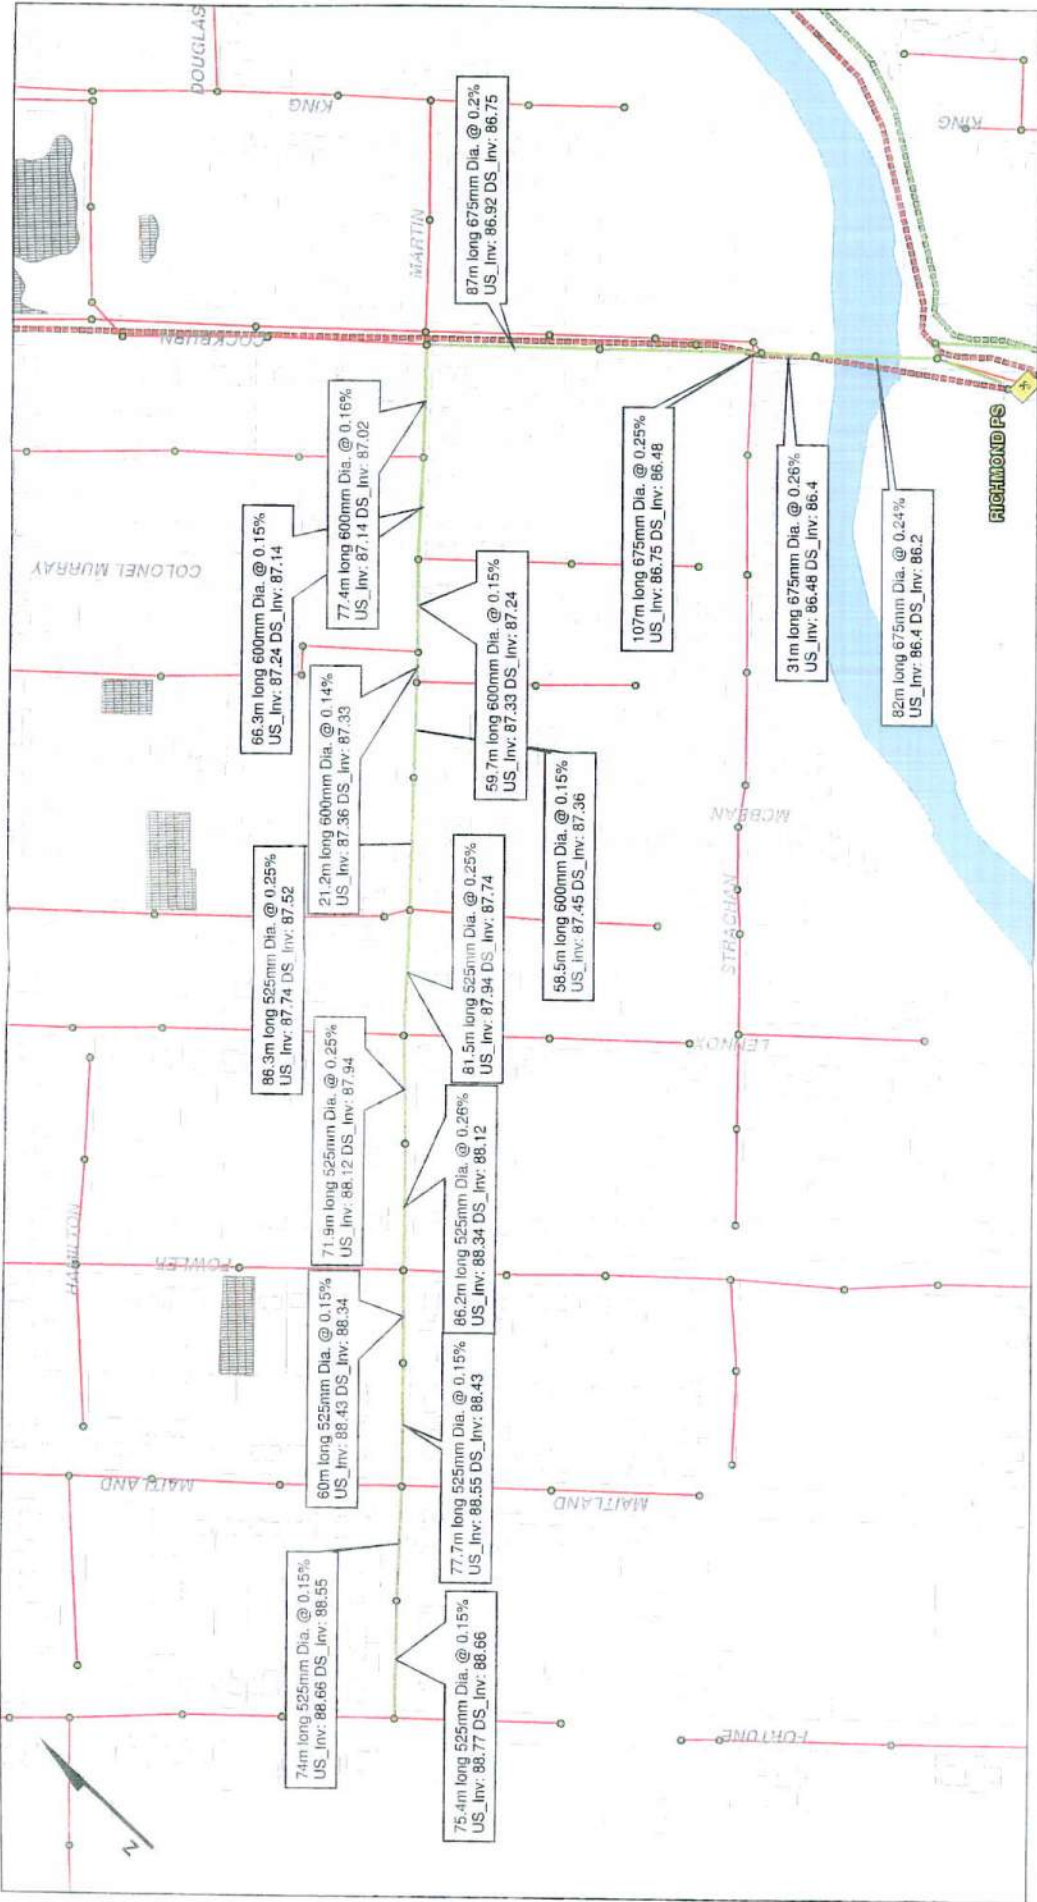 DOUGLAS
KING
MARTIN
87m long 675mm Dia. @ 0.2%
US_Inv: 86.92 DS_Inv: 86.75
KING
COCKBURN
77.4m long 600mm Dia. @ 0.16%
US_Inv: 87.14 DS_Inv: 87.02
66.3m long 600mm Dia. @ 0.15%
US_Inv: 87.24 DS_Inv: 87.14
COLONEL MURRAY
107m long 675mm Dia. @ 0.25%
US_Inv: 86.75 DS_Inv: 86.48
31m long 675mm Dia. @ 0.26%
US_Inv: 86.48 DS_Inv: 86.4
82m long 675mm Dia. @ 0.24%
US_Inv: 86.4 DS_Inv: 86.2
RICHMOND PS
59.7m long 600mm Dia. @ 0.15%
US_Inv: 87.33 DS_Inv: 87.24
21.2m long 600mm Dia. @ 0.14%
US_Inv: 87.36 DS_Inv: 87.33
58.5m long 600mm Dia. @ 0.15%
US_Inv: 87.45 DS_Inv: 87.36
MCBEAN
STRACHAN
86.3m long 525mm Dia. @ 0.25%
US_Inv: 87.74 DS_Inv: 87.52
81.5m long 525mm Dia. @ 0.25%
US_Inv: 87.94 DS_Inv: 87.74
LENNOX
71.9m long 525mm Dia. @ 0.25%
US_Inv: 88.12 DS_Inv: 87.94
86.2m long 525mm Dia. @ 0.26%
US_Inv: 88.34 DS_Inv: 88.12
HAMILTON
FOWLER
60m long 525mm Dia. @ 0.15%
US_Inv: 88.43 DS_Inv: 88.34
77.7m long 525mm Dia. @ 0.15%
US_Inv: 88.55 DS_Inv: 88.43
MAITLAND
MAITLAND
74m long 525mm Dia. @ 0.15%
US_Inv: 88.66 DS_Inv: 88.55
75.4m long 525mm Dia. @ 0.15%
US_Inv: 88.77 DS_Inv: 88.66
FORTUNE
N